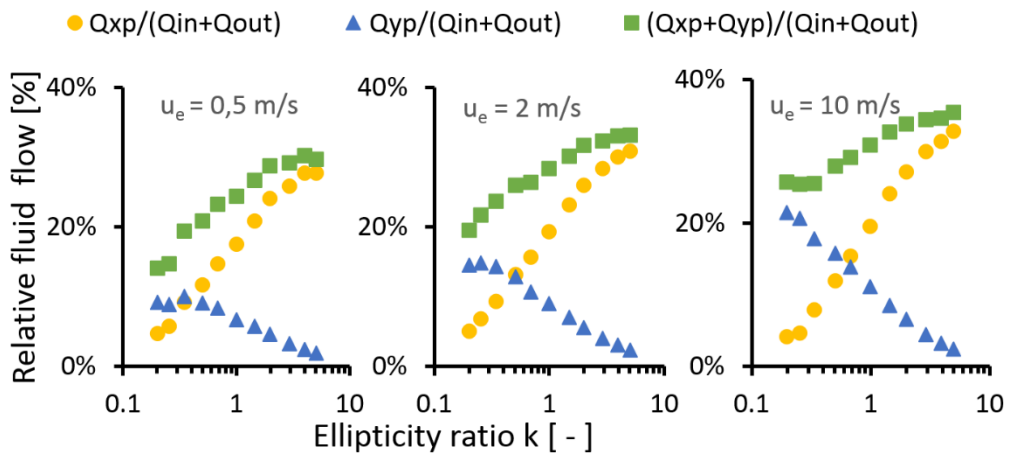 Qxp/(Qin+Qout) Qyp/(Qin+Qout) (Qxp+Qyp)/(Qin+Qout)
Relative fluid flow [%]
40%
20%
0%
0.1 1 10
uₑ = 0,5 m/s
40%
20%
0%
0.1 1 10
uₑ = 2 m/s
40%
20%
0%
0.1 1 10
uₑ = 10 m/s
Ellipticity ratio k [ - ]